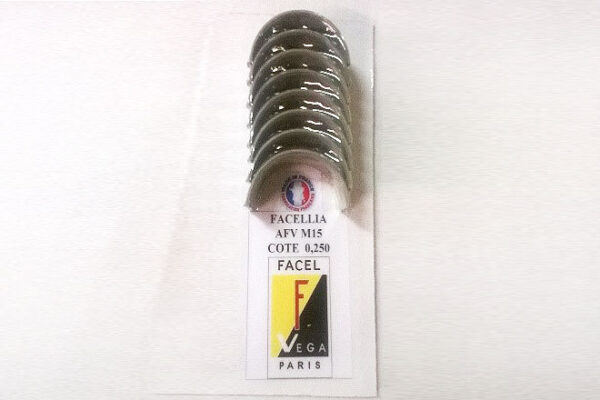 FACELLIA
AFV M15
COTE 0,250
FACEL
F
VEGA
PARIS